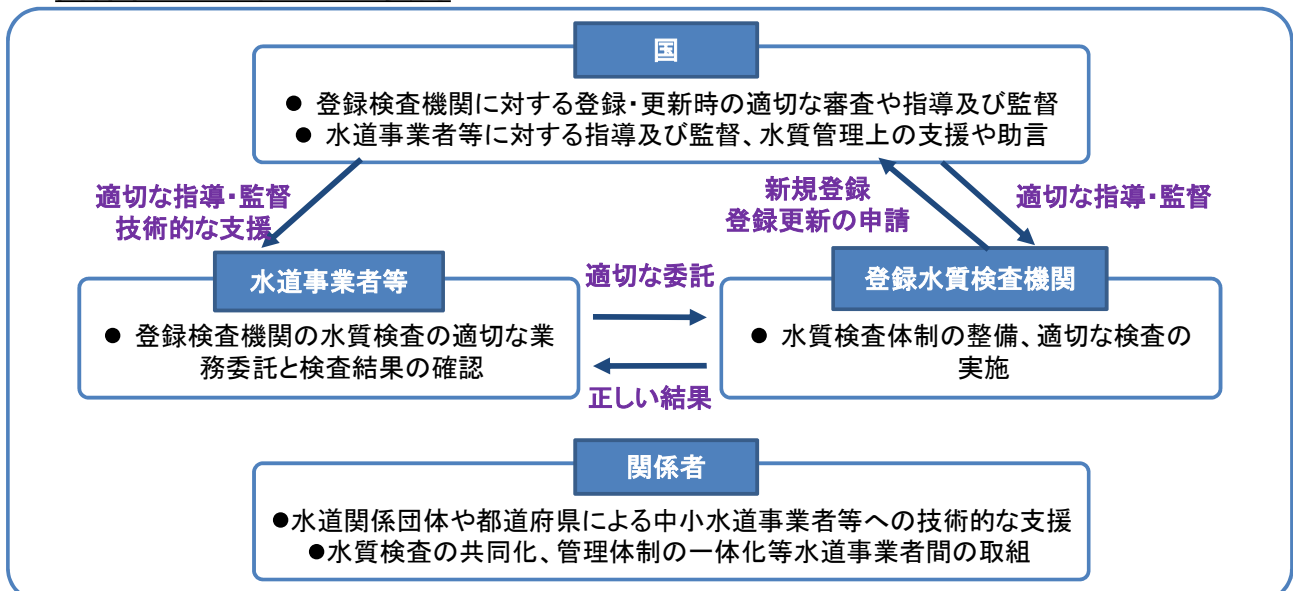 国
● 登録検査機関に対する登録・更新時の適切な審査や指導及び監督
● 水道事業者等に対する指導及び監督、水質管理上の支援や助言
適切な指導・監督
技術的な支援
新規登録
登録更新の申請
適切な指導・監督
水道事業者等
● 登録検査機関の水質検査の適切な業
務委託と検査結果の確認
適切な委託
正しい結果
登録水質検査機関
● 水質検査体制の整備、適切な検査の
実施
関係者
●水道関係団体や都道府県による中小水道事業者等への技術的な支援
●水質検査の共同化、管理体制の一体化等水道事業者間の取組